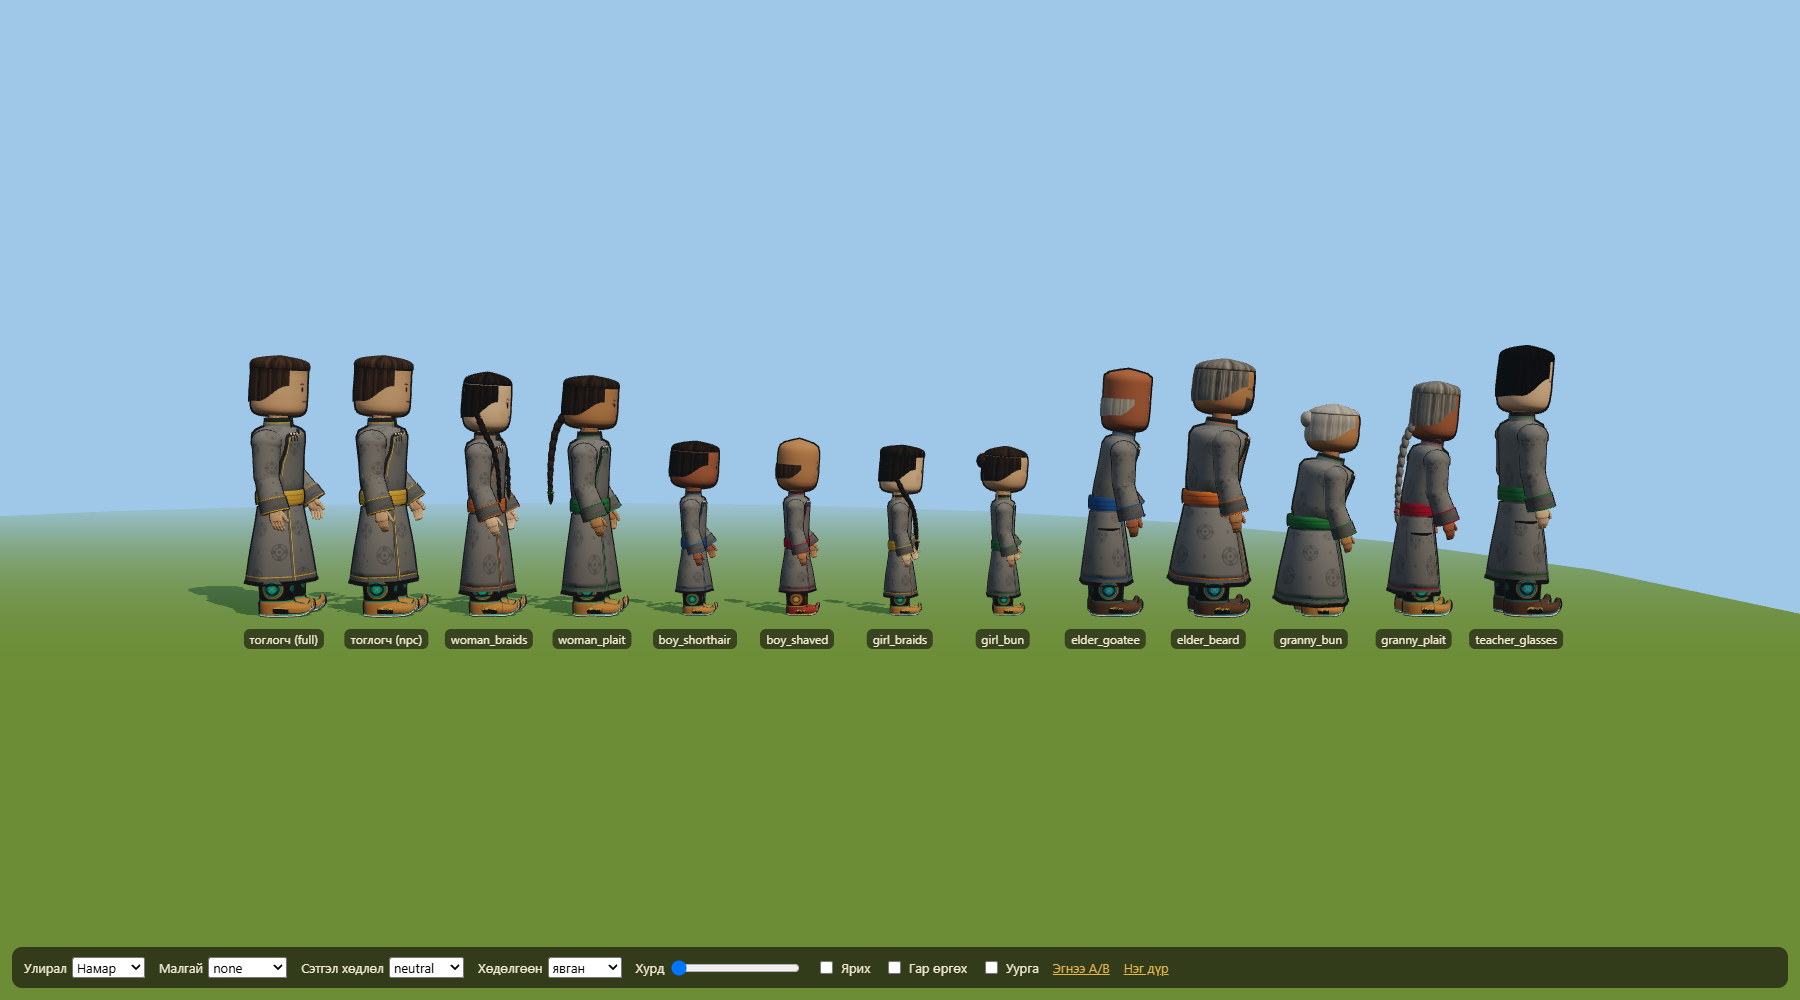 тоглогч (full)
тоглогч (npc)
woman_braids
woman_plait
boy_shorthair
boy_shaved
girl_braids
girl_bun
elder_goatee
elder_beard
granny_bun
granny_plait
teacher_glasses
Улирал Намар Малгай none Сэтгэл хөдлөл neutral Хөдөлгөөн явган Хурд Ярих Гар өргөх Уурга Эгнээ A/B Нэг дүр